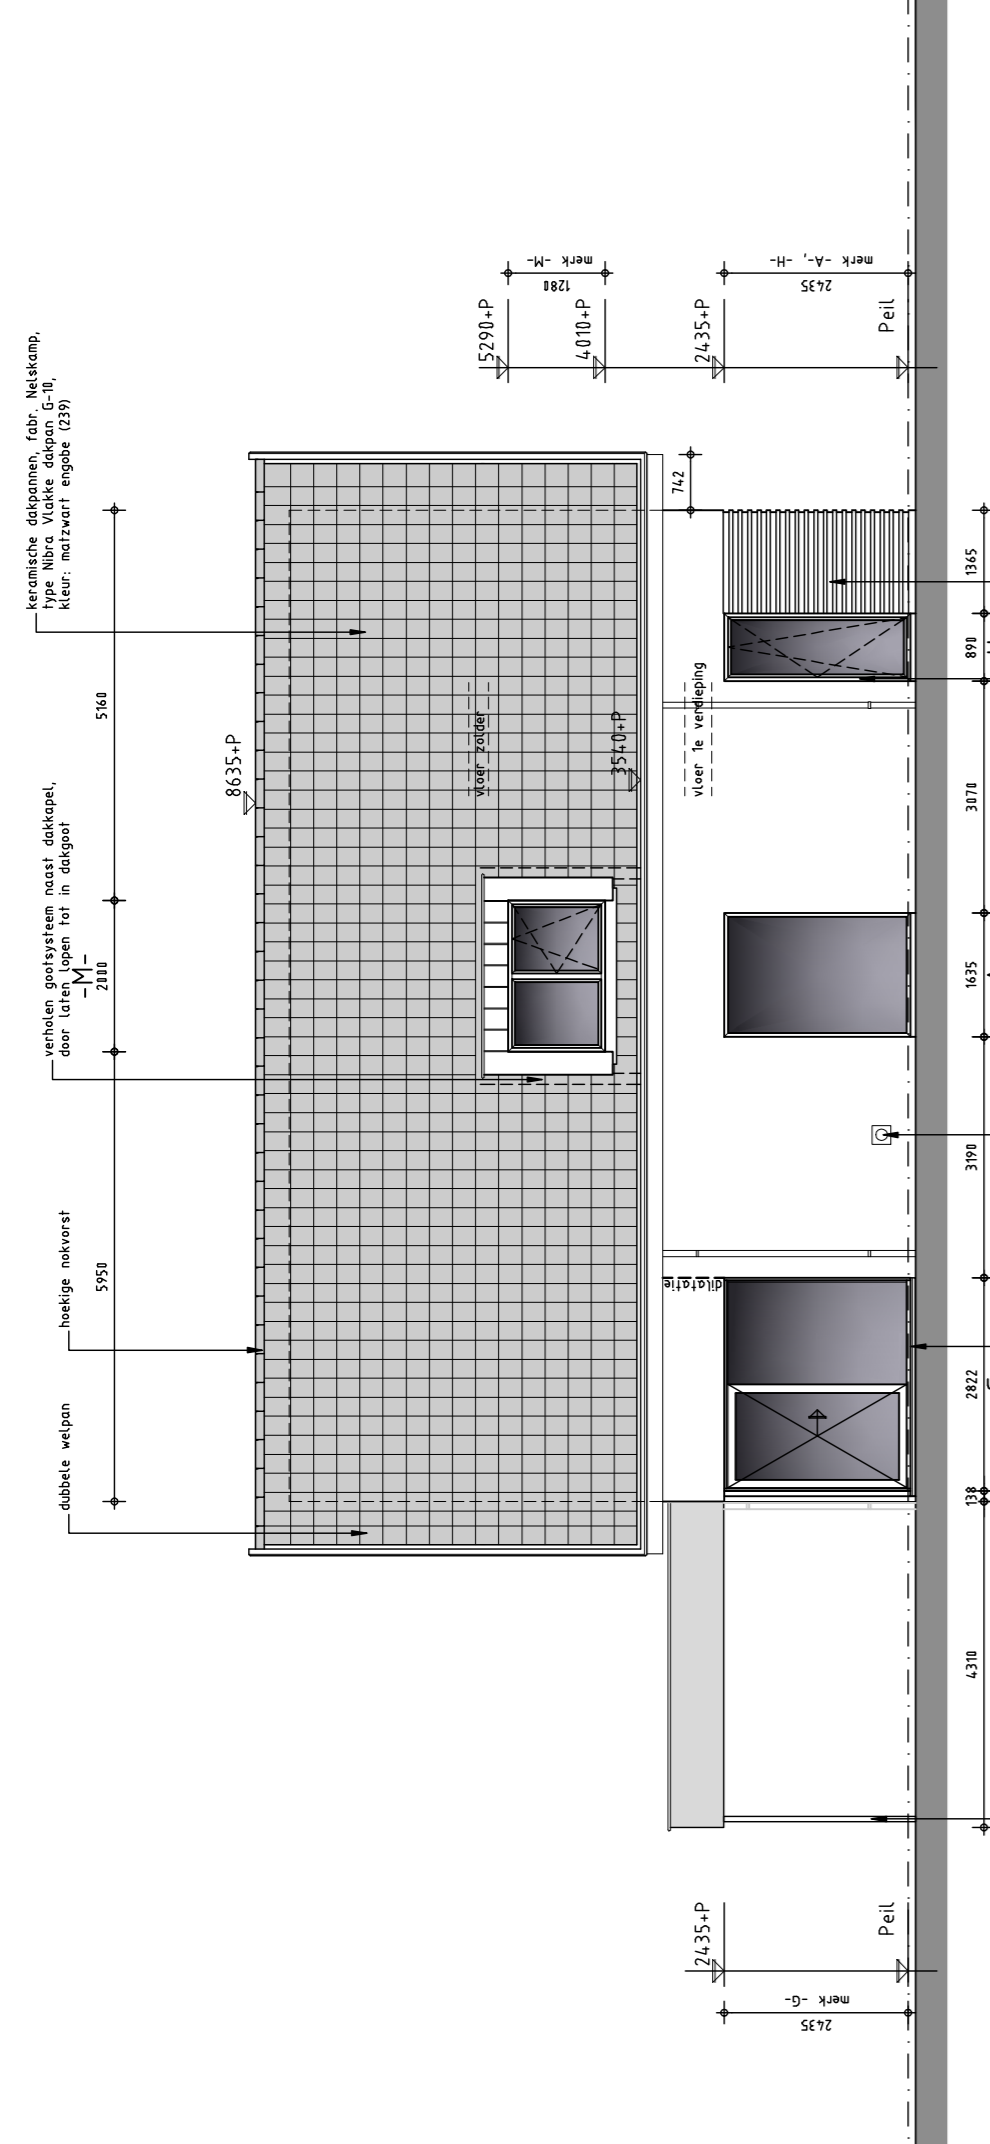 keramische dakpannen, fabr. Nelskamp,
type Nibra Vlakke dakpan G-10,
kleur: matzwart engobe (239)
verholen gootsysteem naast dakkapel,
door laten lopen tot in dakgoot
hoekige nokvorst
dubbele welpan
-M-
5950
2000
5160
8635+P
vloer zolder
3540+P
vloer 1e verdieping
dilatatie
742
5290+P
4010+P
2435+P
Peil
1280
merk -M-
2435
merk -A-, -H-
2435+P
Peil
merk -G-
2435
4310
138
2822
3190
1635
3070
890
1365